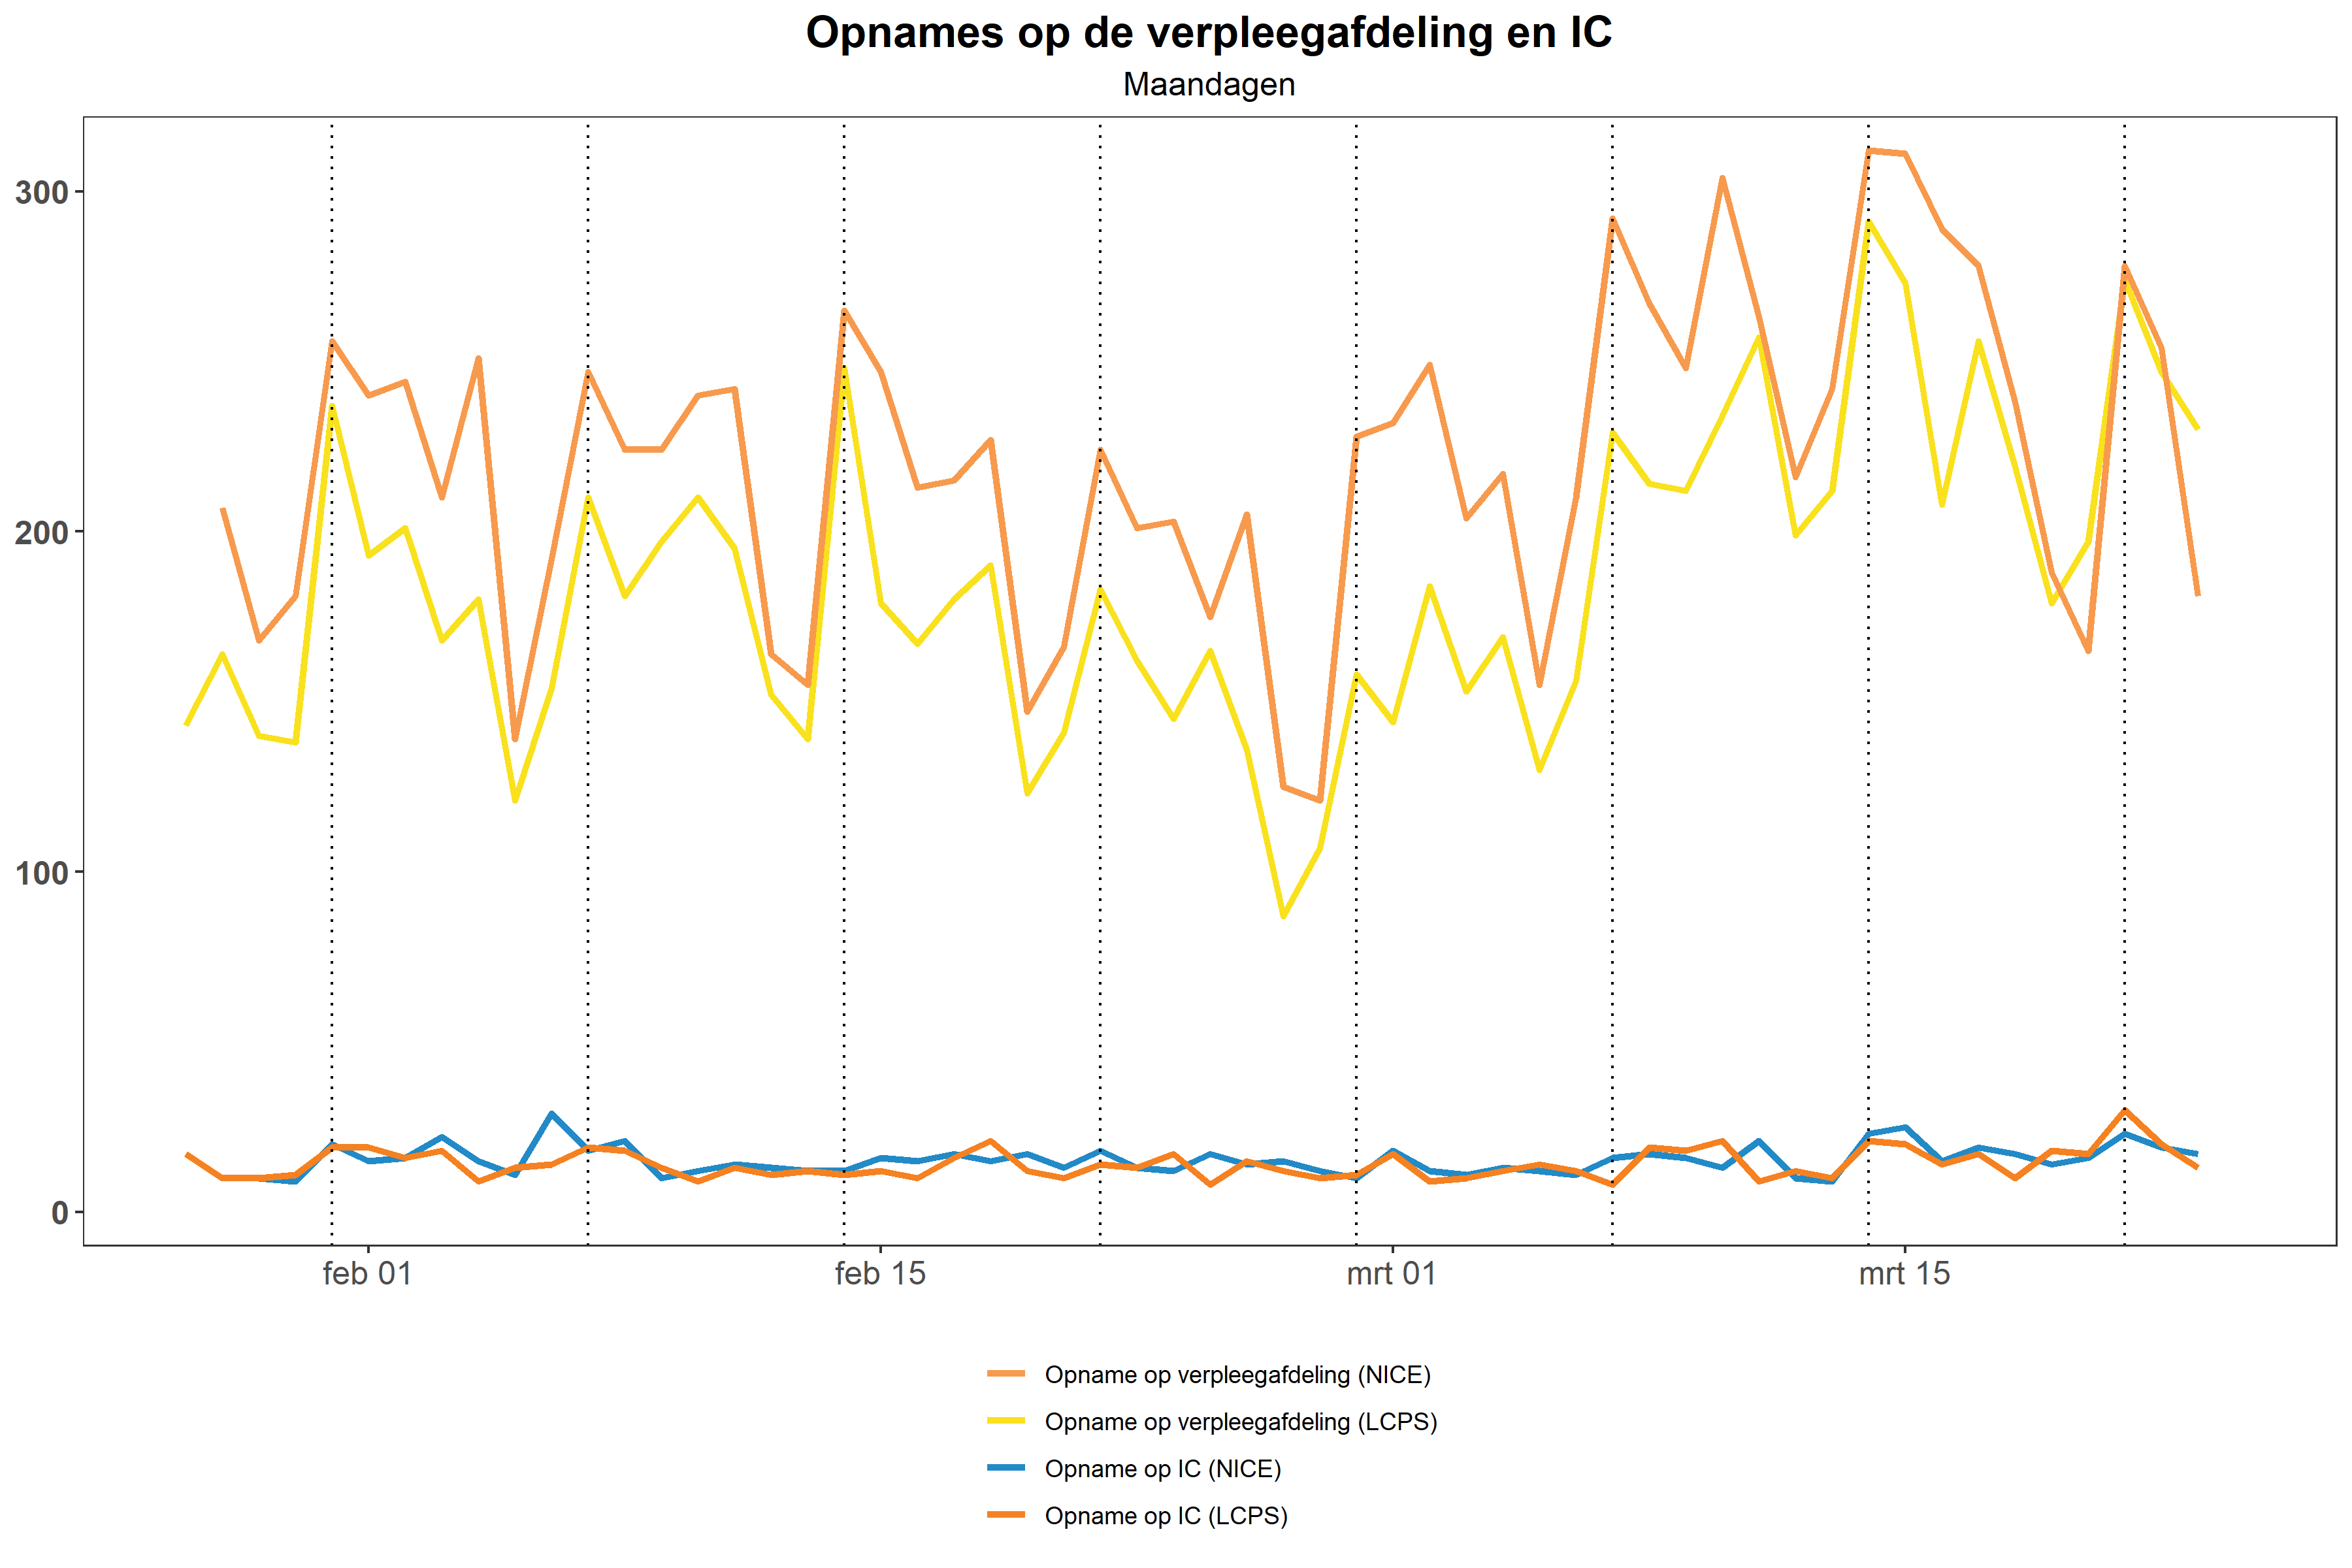 Opnames op de verpleegafdeling en IC
Maandagen
300
200
100
0
feb 01 feb 15 mrt 01 mrt 15
Opname op verpleegafdeling (NICE)
Opname op verpleegafdeling (LCPS)
Opname op IC (NICE)
Opname op IC (LCPS)